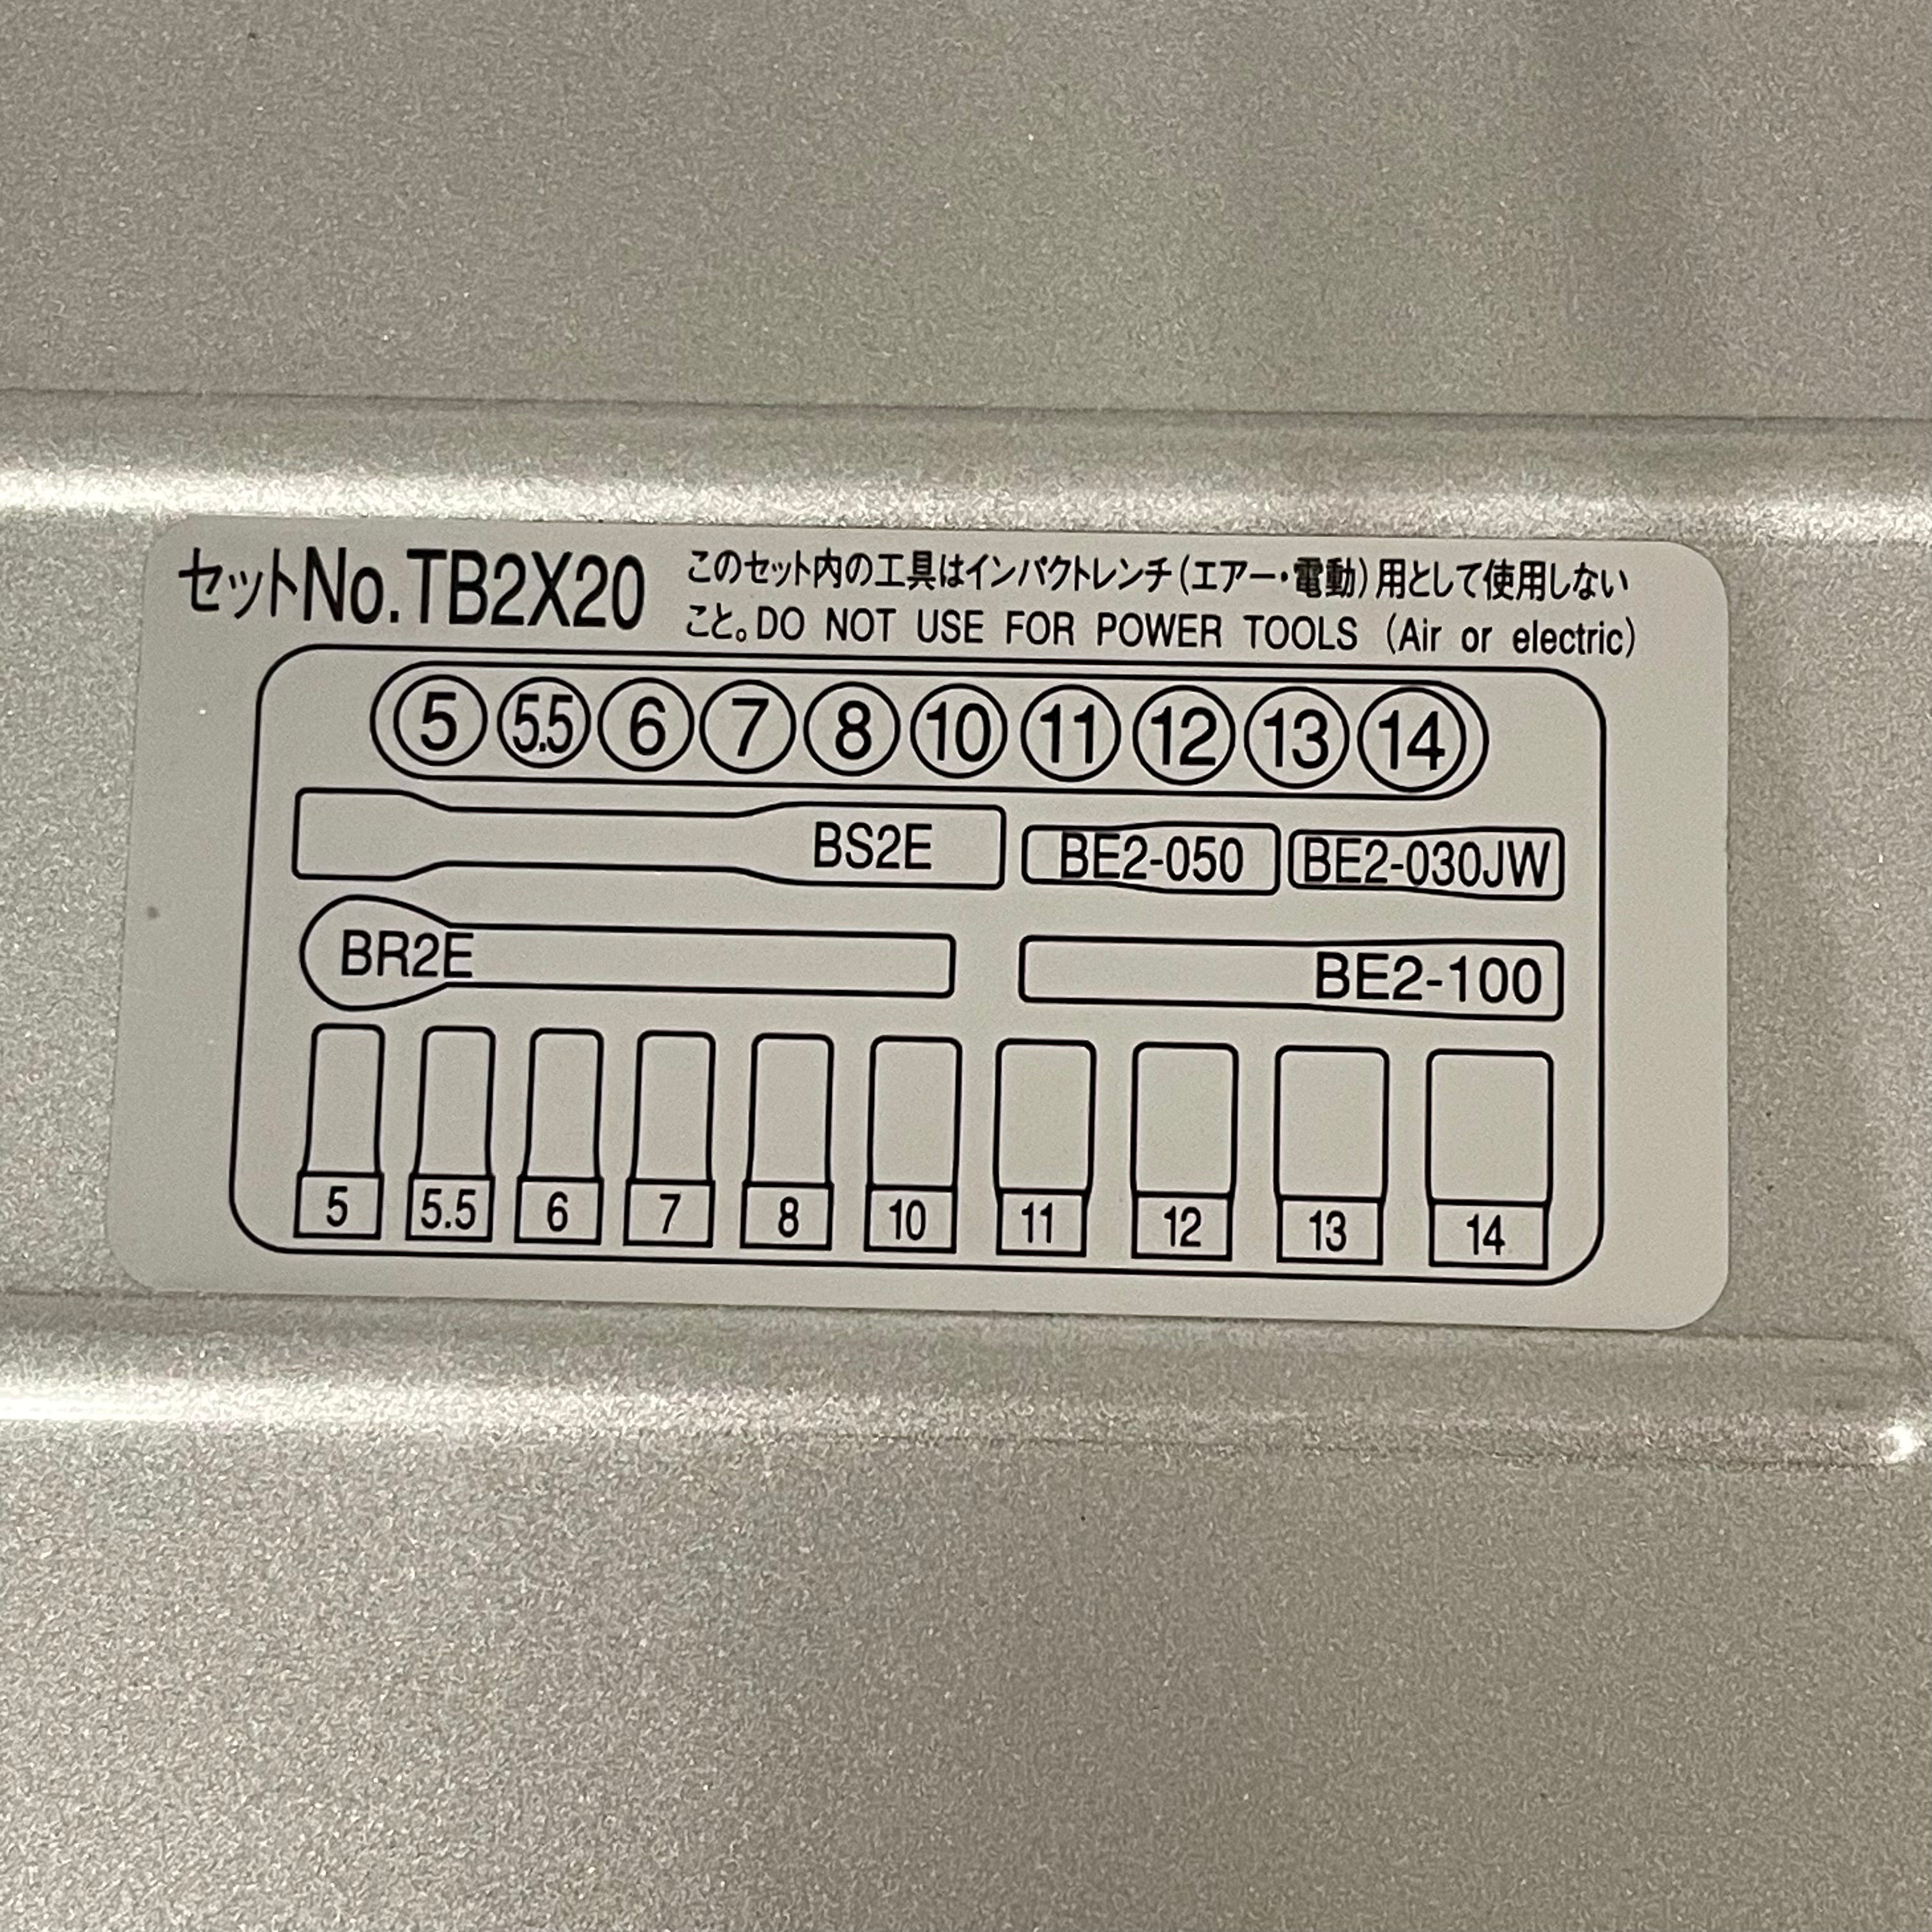 セットNo.TB2X20
このセット内の工具はインパクトレンチ(エアー・電動)用として使用しない
こと。DO NOT USE FOR POWER TOOLS (Air or electric)
5 5.5 6 7 8 10 11 12 13 14
BS2E BE2-050 BE2-030JW
BR2E BE2-100
5 5.5 6 7 8 10 11 12 13 14